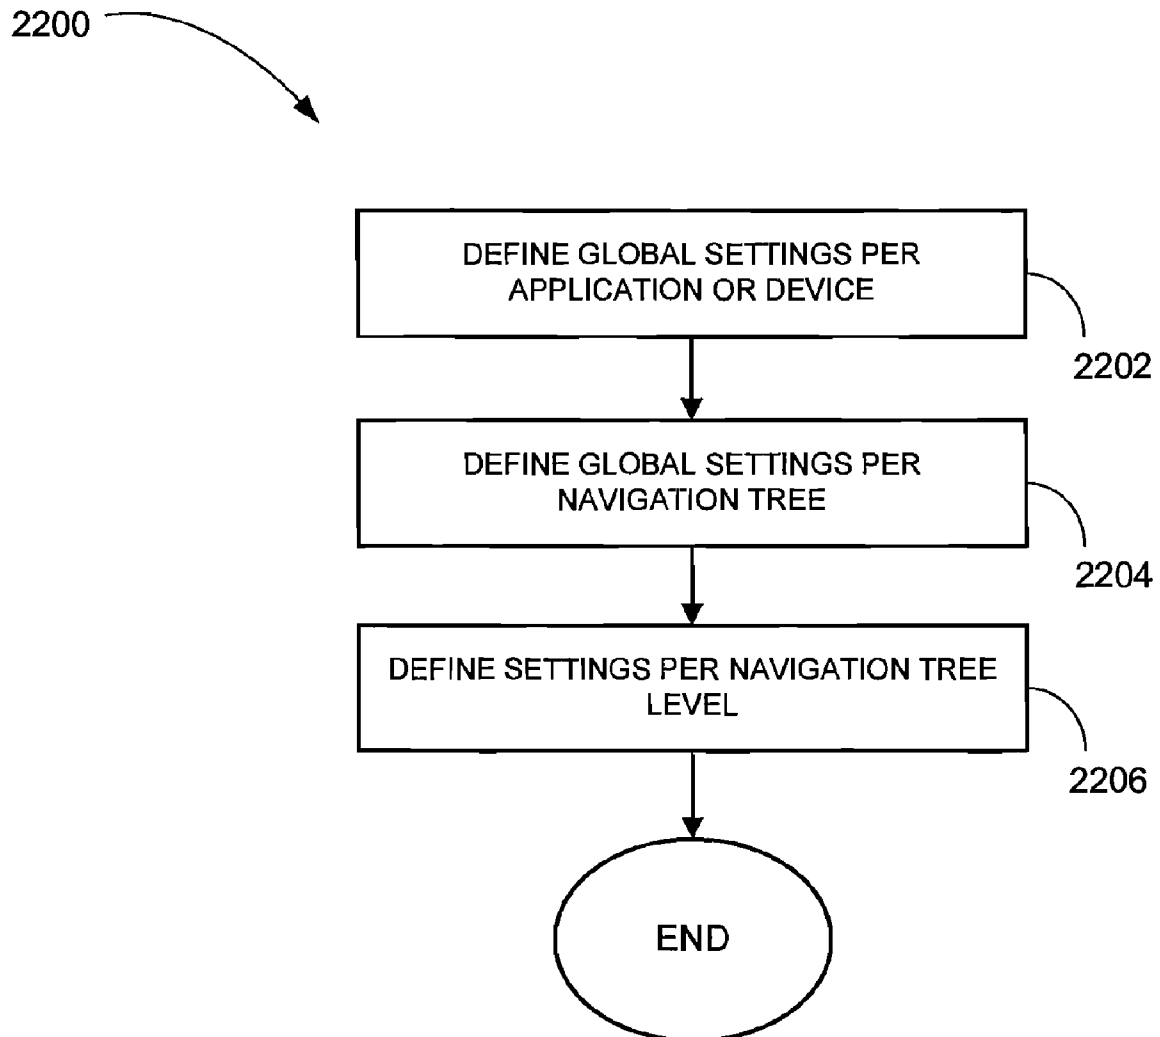 2200
DEFINE GLOBAL SETTINGS PER
APPLICATION OR DEVICE
2202
DEFINE GLOBAL SETTINGS PER
NAVIGATION TREE
2204
DEFINE SETTINGS PER NAVIGATION TREE
LEVEL
2206
END